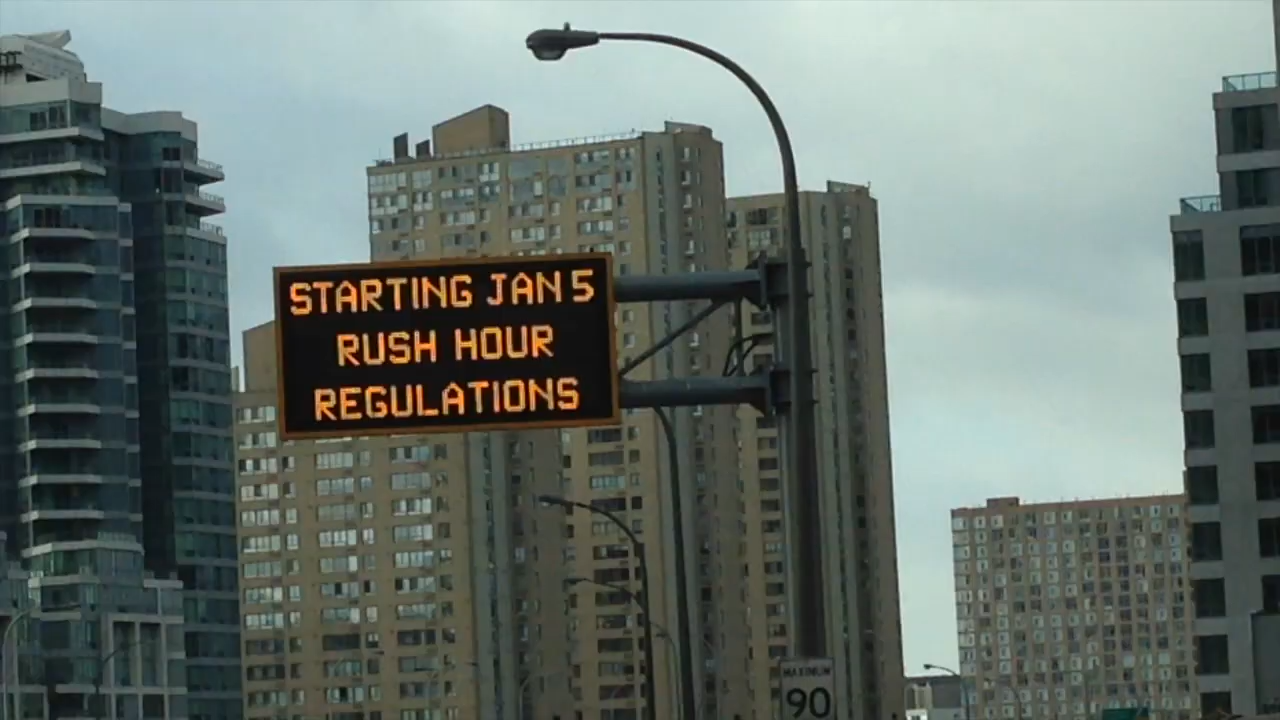 STARTING JAN 5
RUSH HOUR
REGULATIONS
MAXIMUM
90